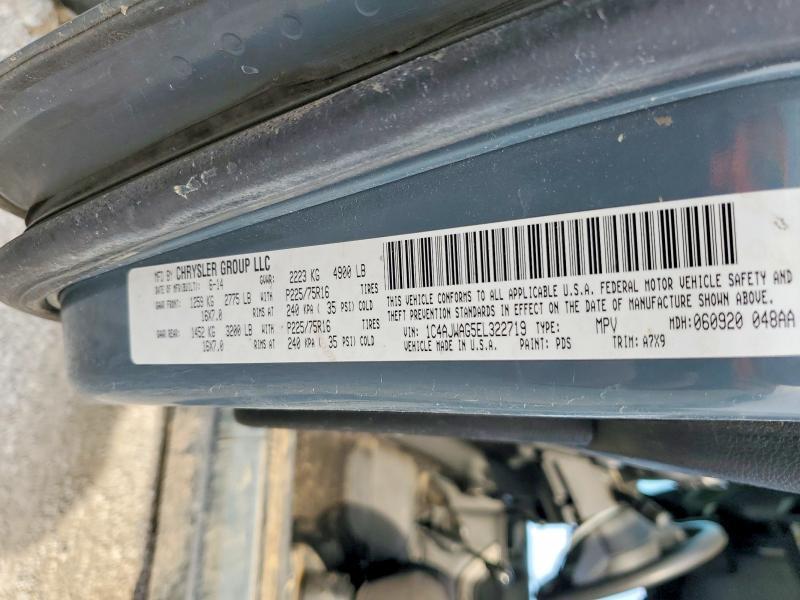 MFD BY CHRYSLER GROUP LLC
DATE OF MFR(BUILT): 6-14 GVWR: 2223 KG 4900 LB
GAWR FRONT: 1259 KG 2775 LB WITH P225/75R16 TIRES
16X7.0 RIMS AT 240 KPA ( 35 PSI) COLD
GAWR REAR: 1452 KG 3200 LB WITH P225/75R16 TIRES
16X7.0 RIMS AT 240 KPA ( 35 PSI) COLD
THIS VEHICLE CONFORMS TO ALL APPLICABLE U.S.A. FEDERAL MOTOR VEHICLE SAFETY AND
THEFT PREVENTION STANDARDS IN EFFECT ON THE DATE OF MANUFACTURE SHOWN ABOVE.
VIN: 1C4AJWAG5EL322719 TYPE: MPV MDH:060920 048AA
VEHICLE MADE IN U.S.A. PAINT: PDS TRIM: A7X9